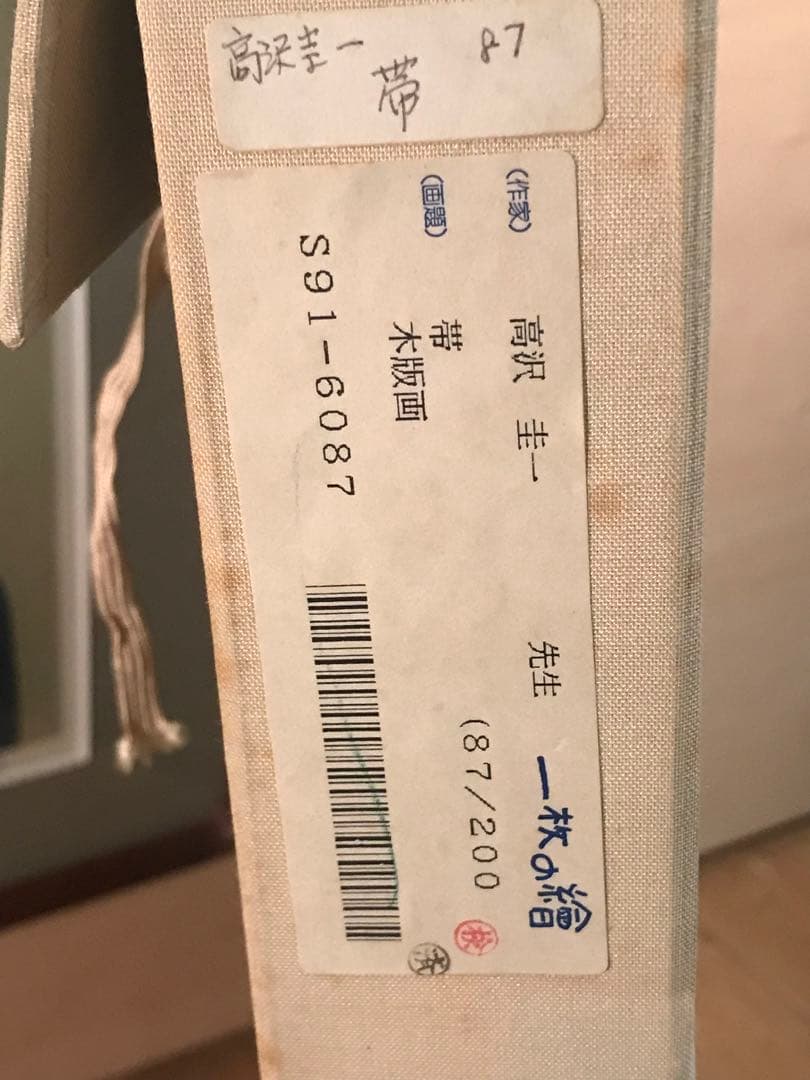 高沢圭一 87
帯
(作家) 高沢 圭一 先生 一枚の繪
(画題) 帯 (87/200)
木版画
S91-6087